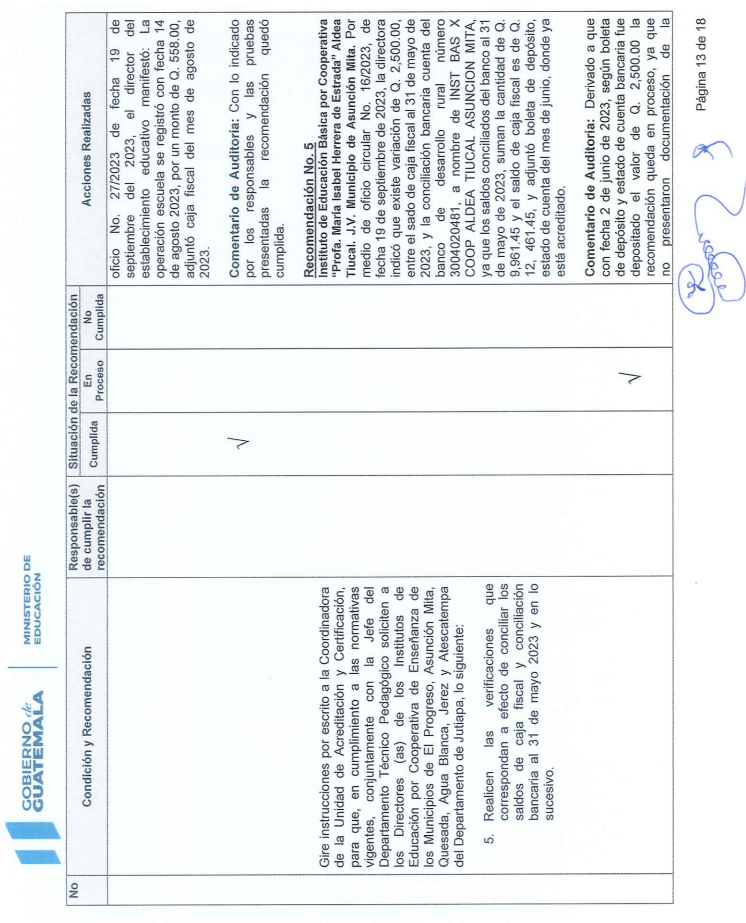 GOBIERNO de
GUATEMALA
MINISTERIO DE
EDUCACIÓN
No
Condición y Recomendación
Responsable(s)
de cumplir la
recomendación
Situación de la Recomendación
Cumplida
En
Proceso
No
Cumplida
Acciones Realizadas
oficio No. 27/2023 de fecha 19 de
septiembre del 2023, el director del
establecimiento educativo manifestó: La
operación escuela se registró con fecha 14
de agosto 2023, por un monto de Q. 558.00,
adjuntó caja fiscal del mes de agosto de
2023.
√
Comentario de Auditoría: Con lo indicado
por los responsables y las pruebas
presentadas la recomendación quedó
cumplida.
Gire instrucciones por escrito a la Coordinadora
de la Unidad de Acreditación y Certificación,
para que, en cumplimiento a las normativas
vigentes, conjuntamente con la Jefe del
Departamento Técnico Pedagógico soliciten a
los Directores (as) de los Institutos de
Educación por Cooperativa de Enseñanza de
los Municipios de El Progreso, Asunción Mita,
Quesada, Agua Blanca, Jerez y Atescatempa
del Departamento de Jutiapa, lo siguiente:
5. Realicen las verificaciones que
correspondan a efecto de conciliar los
saldos de caja fiscal y conciliación
bancaria al 31 de mayo 2023 y en lo
sucesivo.
Recomendación No. 5
Instituto de Educación Básica por Cooperativa
"Profa. María Isabel Herrera de Estrada" Aldea
Tiucal. J.V. Municipio de Asunción Mita. Por
medio de oficio circular No. 16/2023, de
fecha 19 de septiembre de 2023, la directora
indicó que existe variación de Q. 2,500.00,
entre el sado de caja fiscal al 31 de mayo de
2023, y la conciliación bancaria cuenta del
banco de desarrollo rural número
3004020481, a nombre de INST BAS X
COOP ALDEA TIUCAL ASUNCION MITA,
ya que los saldos conciliados del banco al 31
de mayo de 2023, suman la cantidad de Q.
9,961.45 y el saldo de caja fiscal es de Q.
12, 461.45, y adjuntó boleta de depósito,
estado de cuenta del mes de junio, donde ya
está acreditado.
√
Comentario de Auditoría: Derivado a que
con fecha 2 de junio de 2023, según boleta
de depósito y estado de cuenta bancaria fue
depositado el valor de Q. 2,500.00 la
recomendación queda en proceso, ya que
no presentaron documentación de la
Página 13 de 18